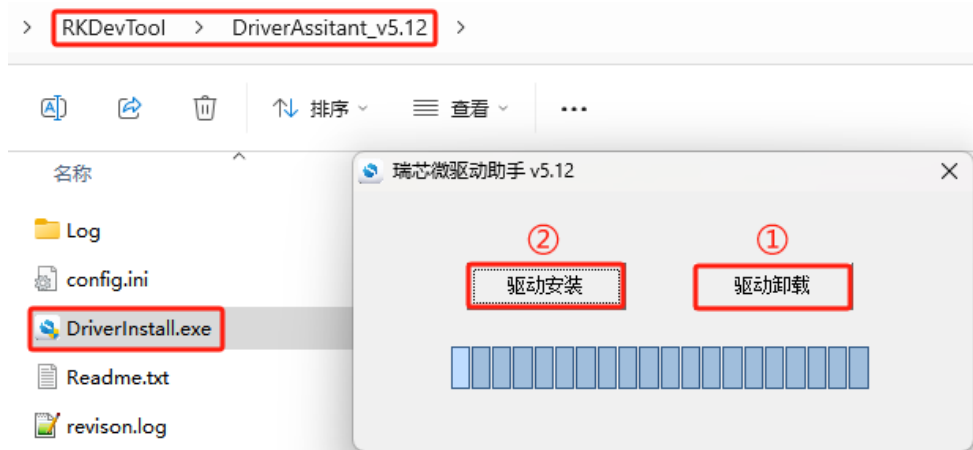 > RKDevTool > DriverAssitant_v5.12 >
A 排序 查看 ...
名称
瑞芯微驱动助手 v5.12
Log
② ①
config.ini
驱动安装 驱动卸载
DriverInstall.exe
Readme.txt
revison.log